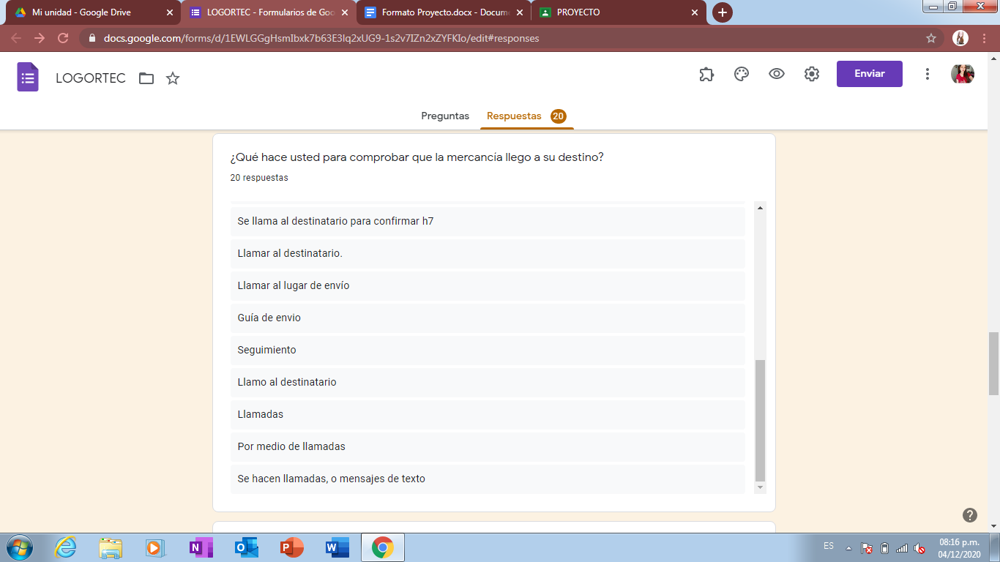 Mi unidad - Google Drive
LOGORTEC - Formularios de Goo
Formato Proyecto.docx - Docume
PROYECTO
docs.google.com/forms/d/1EWLGGgHsmIbxk7b63E3lq2xUG9-1s2v7IZn2xZYFKIo/edit#responses
LOGORTEC
Enviar
Preguntas
Respuestas 20
¿Qué hace usted para comprobar que la mercancía llego a su destino?
20 respuestas
Se llama al destinatario para confirmar h7
Llamar al destinatario.
Llamar al lugar de envío
Guía de envio
Seguimiento
Llamo al destinatario
Llamadas
Por medio de llamadas
Se hacen llamadas, o mensajes de texto
ES
08:16 p.m.
04/12/2020